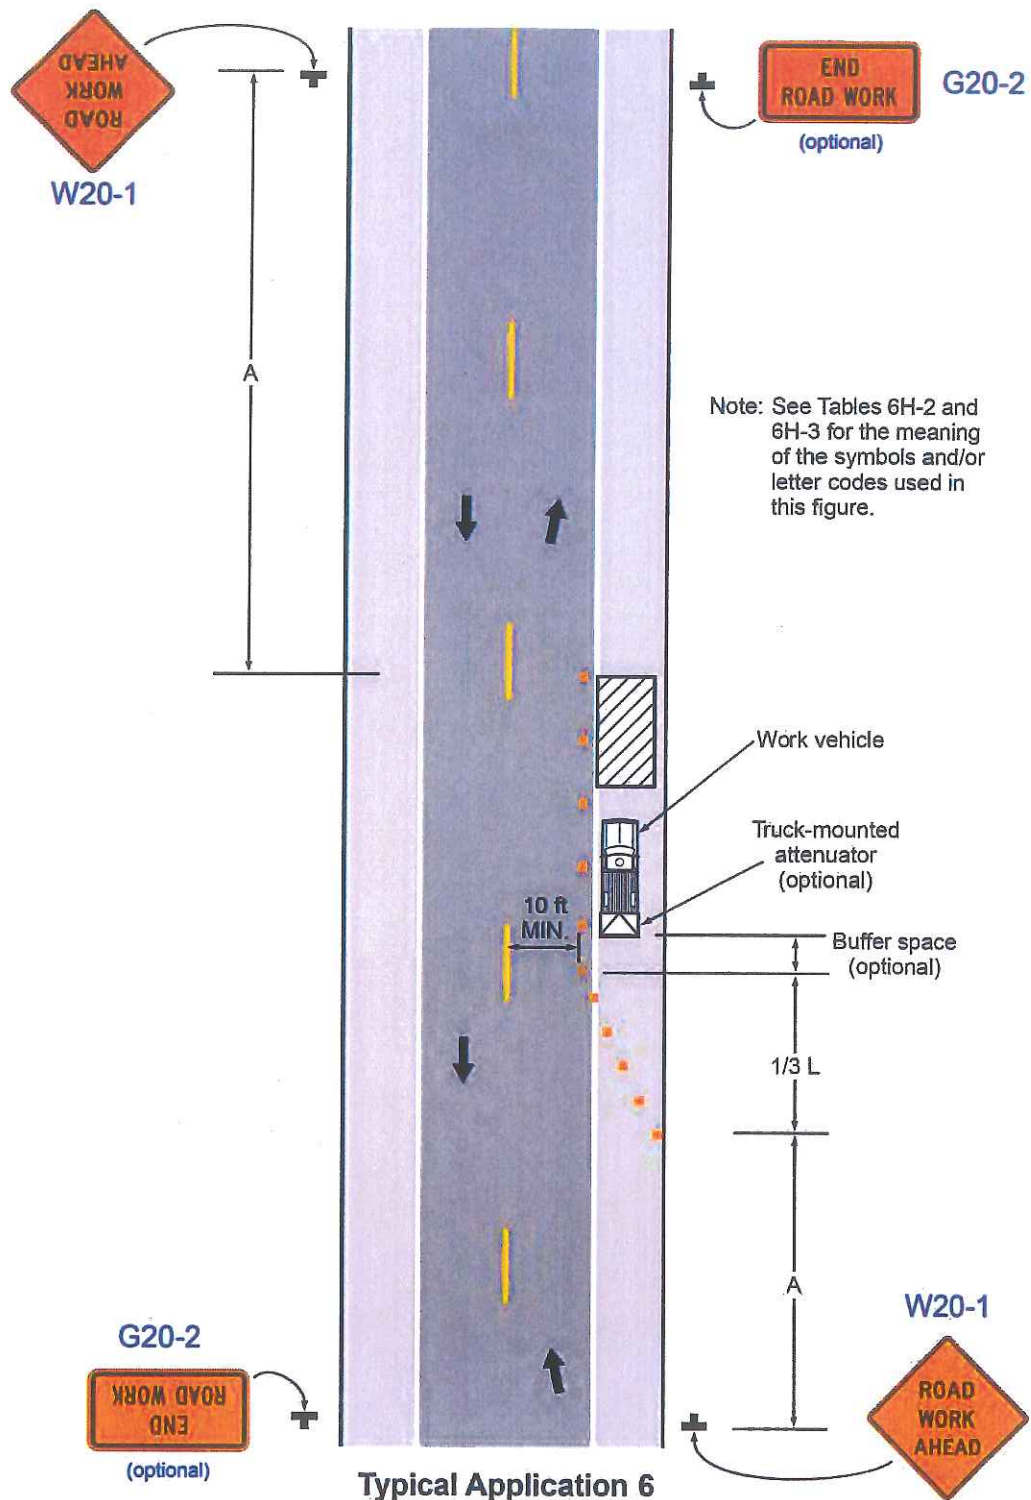 ROAD
WORK
AHEAD
W20-1
END
ROAD WORK
(optional)
G20-2
A
Note: See Tables 6H-2 and
6H-3 for the meaning
of the symbols and/or
letter codes used in
this figure.
Work vehicle
Truck-mounted
attenuator
(optional)
10 ft
MIN.
Buffer space
(optional)
1/3 L
A
G20-2
END
ROAD WORK
(optional)
W20-1
ROAD
WORK
AHEAD
Typical Application 6